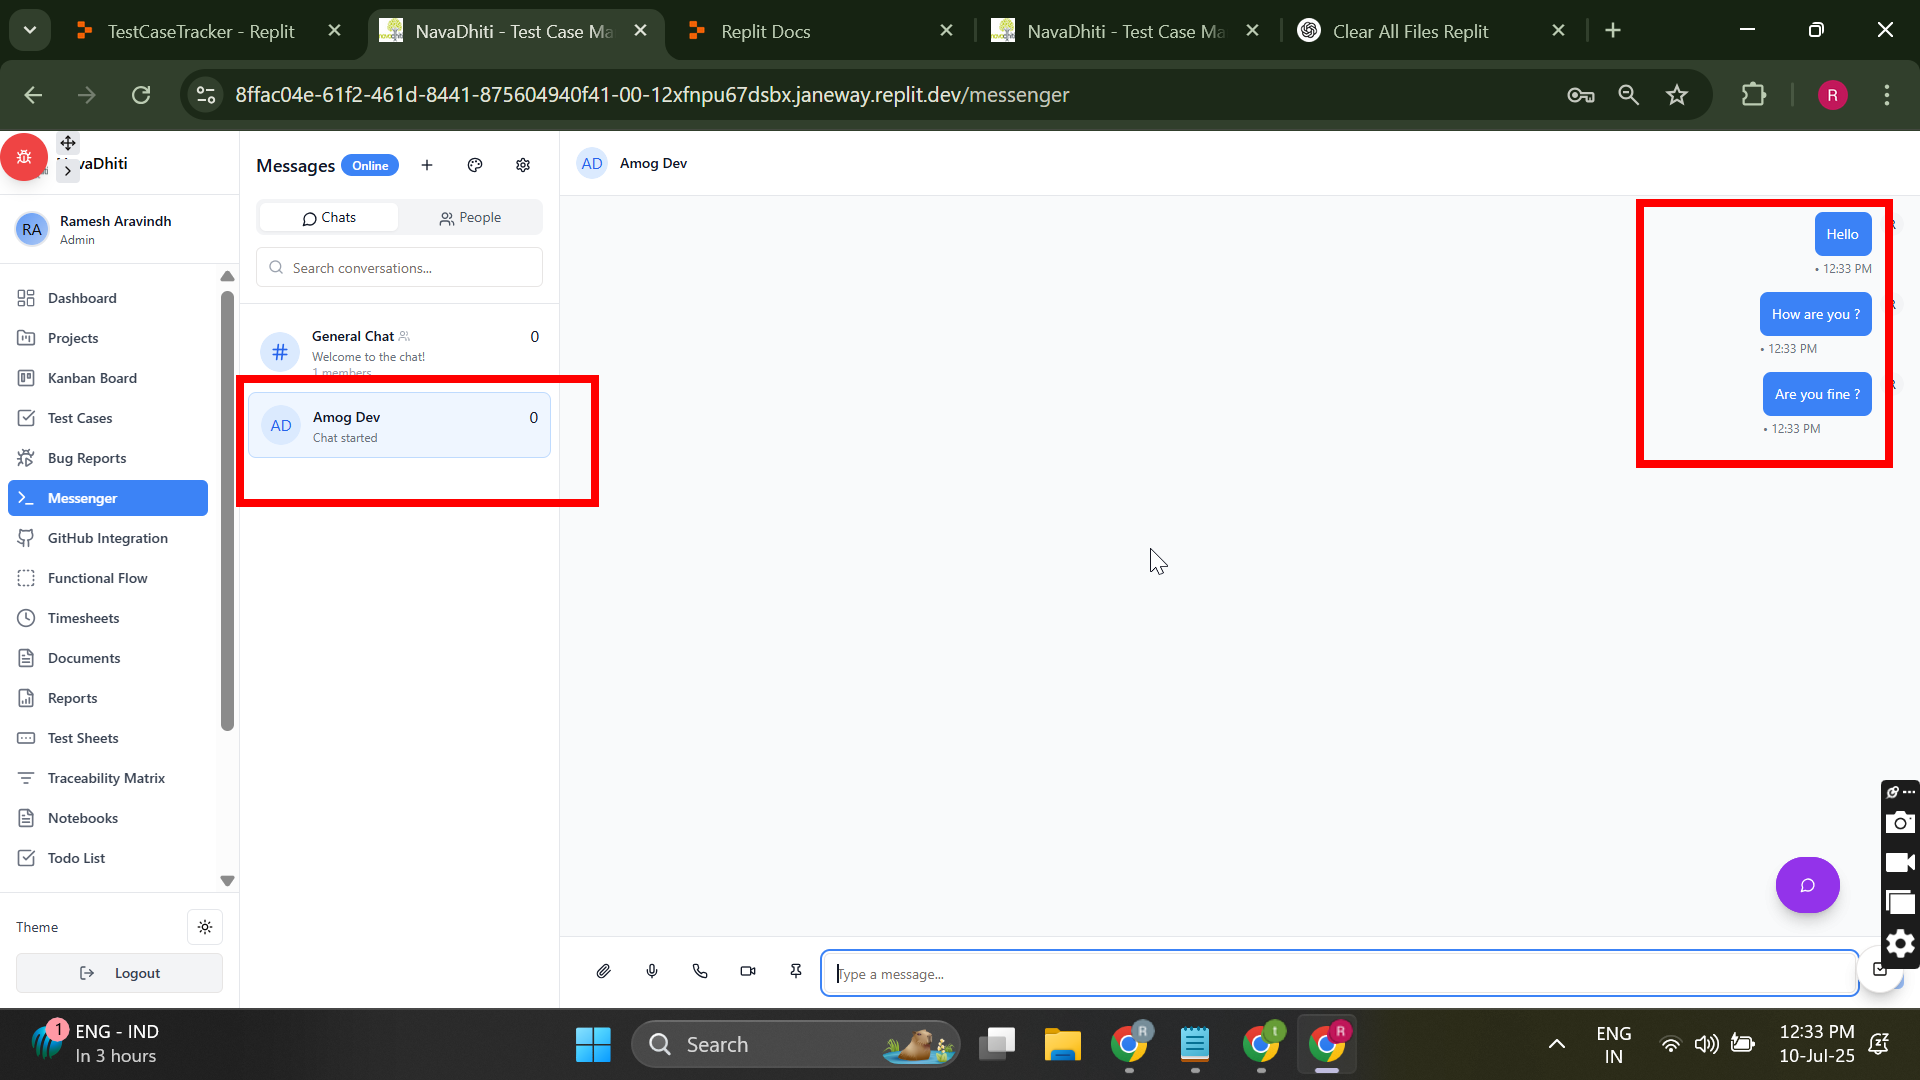 TestCaseTracker - Replit
NavaDhiti - Test Case Ma
Replit Docs
NavaDhiti - Test Case Ma
Clear All Files Replit
8ffac04e-61f2-461d-8441-875604940f41-00-12xfnpu67dsbx.janeway.replit.dev/messenger
R
vaDhiti
RA
Ramesh Aravindh
Admin
Dashboard
Projects
Kanban Board
Test Cases
Bug Reports
Messenger
GitHub Integration
Functional Flow
Timesheets
Documents
Reports
Test Sheets
Traceability Matrix
Notebooks
Todo List
Theme
Logout
Messages
Online
Chats
People
Search conversations...
#
General Chat
0
Welcome to the chat!
1 members
AD
Amog Dev
0
Chat started
AD
Amog Dev
Hello
• 12:33 PM
How are you ?
• 12:33 PM
Are you fine ?
• 12:33 PM
Type a message...
1
ENG - IND
In 3 hours
Search
R
t
R
ENG
IN
12:33 PM
10-Jul-25